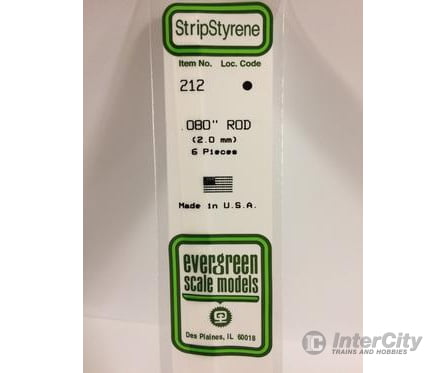 StripStyrene
Item No. Loc. Code
212
.080" ROD
(2.0 mm)
6 Pieces
Made in U.S.A.
evergreen
scale models
Des Plaines, IL 60018
IC InterCity
TRAINS AND HOBBIES